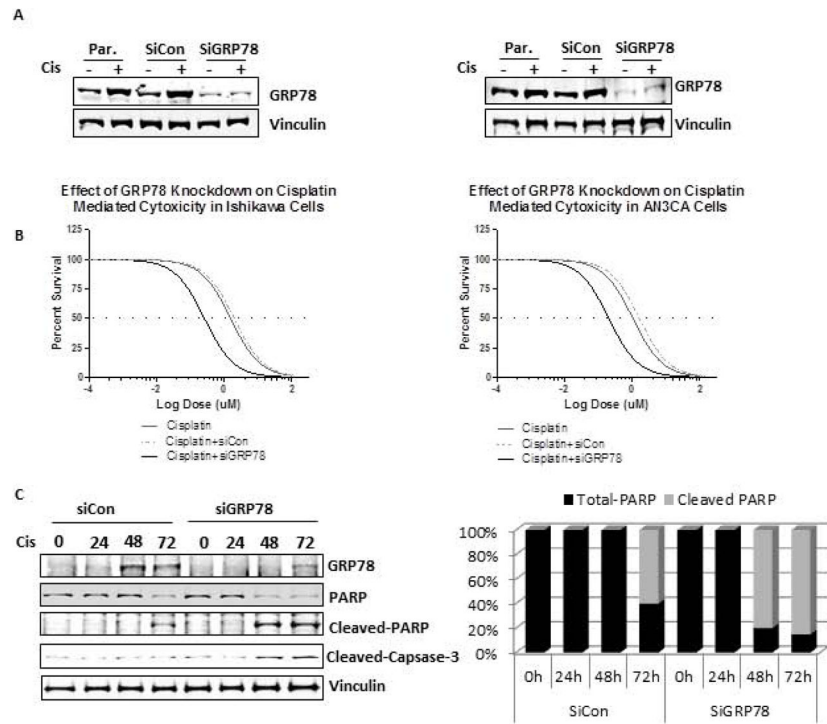 A
Par. SiCon SiGRP78
Cis - + - + - +
GRP78
Vinculin
Par. SiCon SiGRP78
- + - + - +
GRP78
Vinculin
B
Effect of GRP78 Knockdown on Cisplatin
Mediated Cytotoxicity in Ishikawa Cells
Percent Survival
125
100
75
50
25
0
-4 -2 0 2
Log Dose (uM)
Cisplatin
Cisplatin+siCon
Cisplatin+siGRP78
Effect of GRP78 Knockdown on Cisplatin
Mediated Cytotoxicity in AN3CA Cells
Percent Survival
125
100
75
50
25
0
-4 -2 0 2
Log Dose (uM)
Cisplatin
Cisplatin+siCon
Cisplatin+siGRP78
C
siCon siGRP78
Cis 0 24 48 72 0 24 48 72
GRP78
PARP
Cleaved-PARP
Cleaved-Capsase-3
Vinculin
Total-PARP Cleaved PARP
100%
80%
60%
40%
20%
0%
0h 24h 48h 72h 0h 24h 48h 72h
SiCon SiGRP78